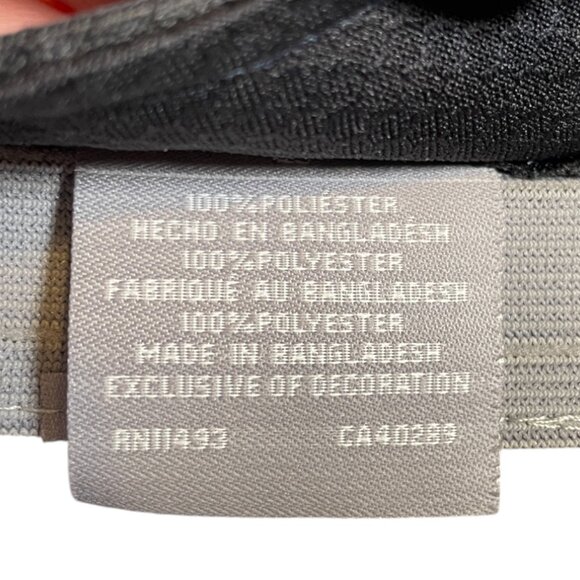 100% POLIÉSTER
HECHO EN BANGLADESH
100% POLYESTER
FABRIQUÉ AU BANGLADESH
100% POLYESTER
MADE IN BANGLADESH
EXCLUSIVE OF DECORATION
RN11493 CA40289